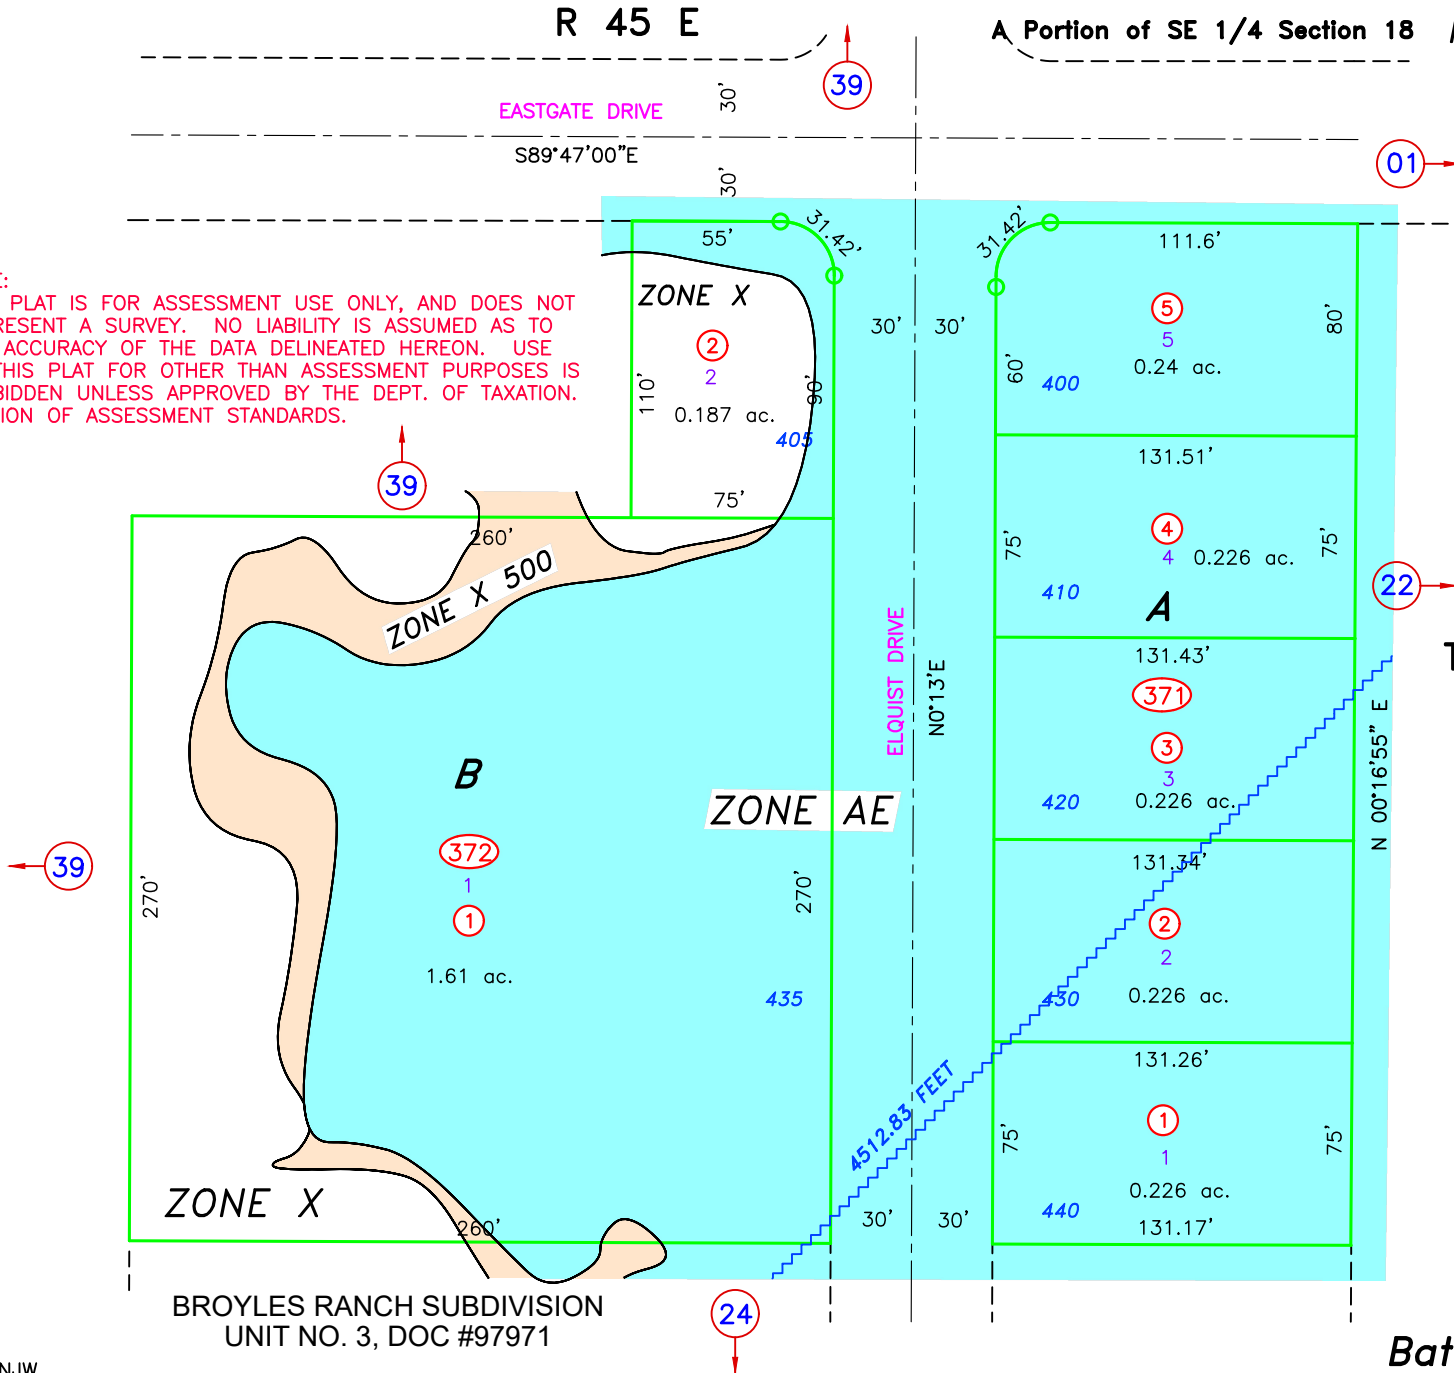 R 45 E
A Portion of SE 1/4 Section 18
39
30'
EASTGATE DRIVE
S89°47'00"E
30'
01
31.42'
31.42'
55'
111.6'
PLAT IS FOR ASSESSMENT USE ONLY, AND DOES NOT
RESENT A SURVEY. NO LIABILITY IS ASSUMED AS TO
ACCURACY OF THE DATA DELINEATED HEREON. USE
THIS PLAT FOR OTHER THAN ASSESSMENT PURPOSES IS
BIDDEN UNLESS APPROVED BY THE DEPT. OF TAXATION.
ION OF ASSESSMENT STANDARDS.
ZONE X
2
2
0.187 ac.
110'
90'
405
75'
30'
30'
5
5
0.24 ac.
80'
60'
400
39
131.51'
260'
4
4
0.226 ac.
75'
75'
410
A
22
ZONE X 500
ELQUIST DRIVE
N0°13'E
131.43'
371
3
3
0.226 ac.
420
N 00°16'55" E
B
ZONE AE
372
1
1
1.61 ac.
39
270'
270'
435
131.34'
2
2
0.226 ac.
430
131.26'
4512.83 FEET
1
1
0.226 ac.
75'
75'
440
131.17'
ZONE X
260'
30'
30'
BROYLES RANCH SUBDIVISION
UNIT NO. 3, DOC #97971
24
Bat
NJW